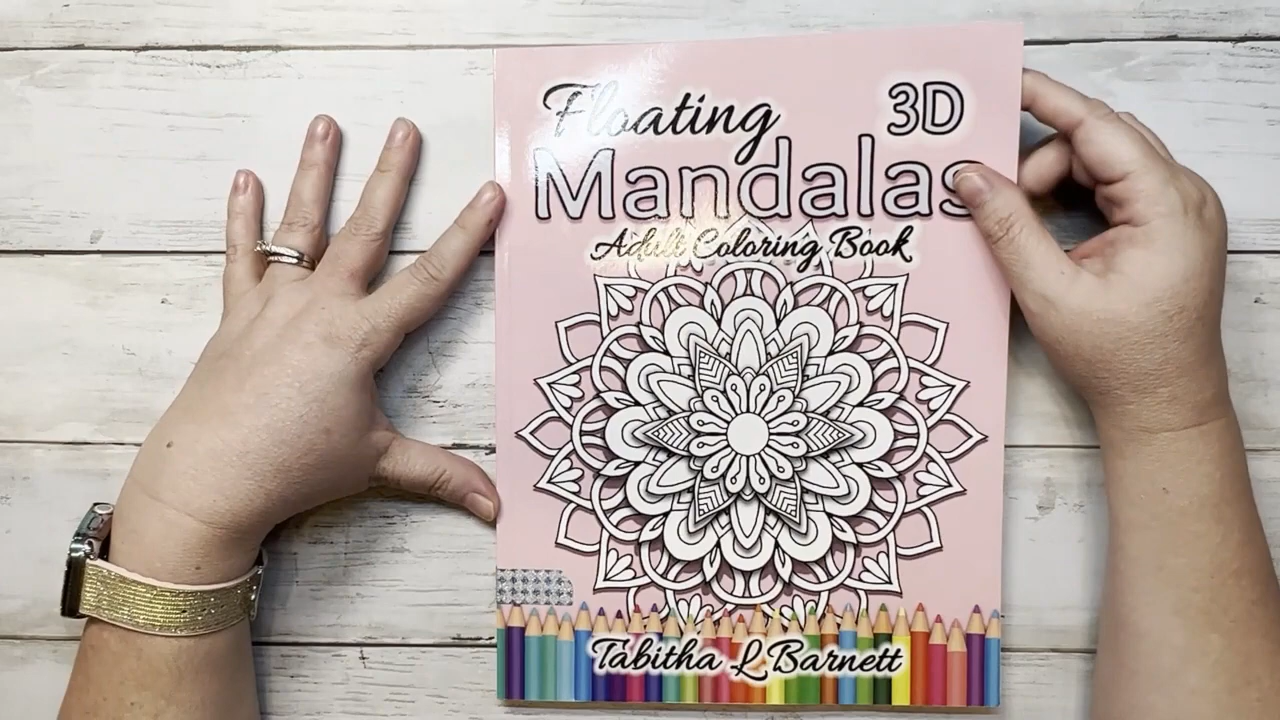 Floating 3D
Mandalas
Adult Coloring Book
Tabitha L Barnett